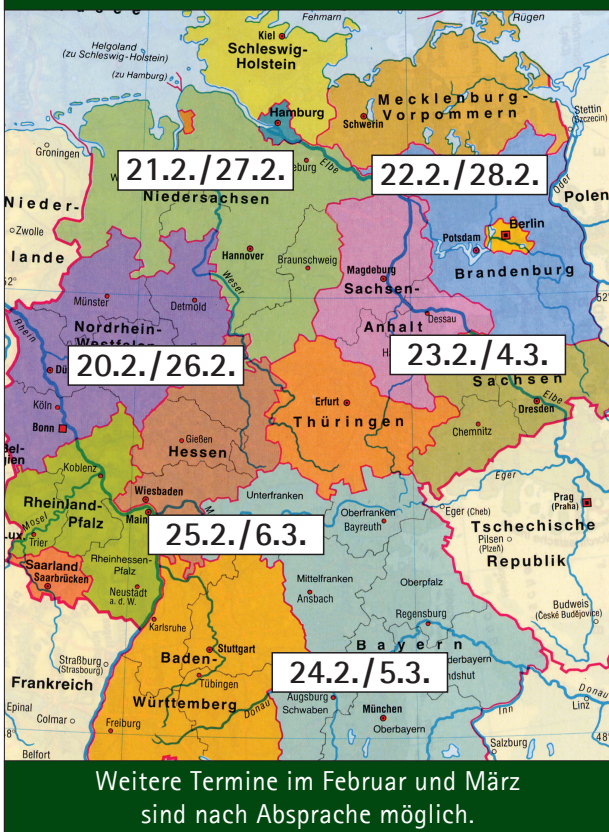 Fehmarn
Rügen
Kiel
Helgoland
(zu Schleswig-Holstein)
Schleswig-
Holstein
(zu Hamburg)
Mecklenburg-
Vorpommern
Hamburg
Schwerin
Stettin
(Szczecin)
Groningen
Elbe
21.2./27.2.
22.2./28.2.
Oder
Niedersachsen
Nieder-
lande
Polen
Zwolle
Berlin
Potsdam
Hannover
Braunschweig
Brandenburg
Magdeburg
Weser
52°
52°
Sachsen-
Anhalt
Münster
Detmold
Dessau
Rhein
Nordrhein-
Westfalen
20.2./26.2.
23.2./4.3.
Sachsen
Elbe
Köln
Erfurt
Dresden
Bonn
Thüringen
Chemnitz
Bel-
gien
Gießen
Hessen
Koblenz
Eger
Wiesbaden
Unterfranken
Prag
(Praha)
Rheinland-
Pfalz
Mosel
Oberfranken
Bayreuth
Eger (Cheb)
Tschechische
Republik
25.2./6.3.
Trier
Pilsen
(Plzeň)
Rheinhessen-
Pfalz
Saarland
Saarbrücken
Mittelfranken
Ansbach
Oberpfalz
Neustadt
a. d. W.
Budweis
(České Budějovice)
Regensburg
Karlsruhe
Bayern
Stuttgart
Baden-
Württemberg
Straßburg
(Strasbourg)
24.2./5.3.
Tübingen
Frankreich
Donau
Augsburg
Schwaben
Donau
Linz
Epinal
Colmar
Freiburg
München
Oberbayern
Inn
Salzburg
48°
Weitere Termine im Februar und März
sind nach Absprache möglich.